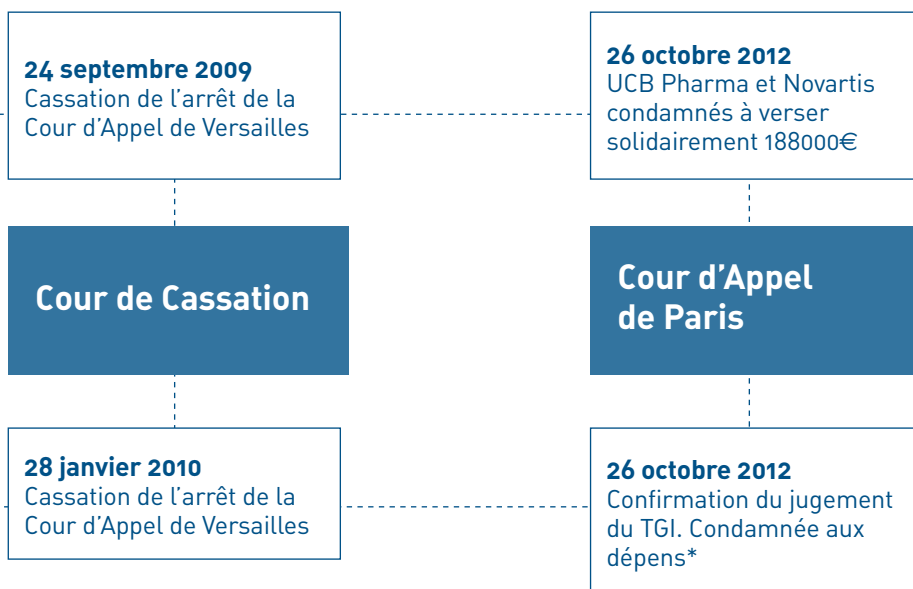 24 septembre 2009
Cassation de l'arrêt de la
Cour d'Appel de Versailles
26 octobre 2012
UCB Pharma et Novartis
condamnés à verser
solidairement 188000€
Cour de Cassation
Cour d'Appel
de Paris
28 janvier 2010
Cassation de l'arrêt de la
Cour d'Appel de Versailles
26 octobre 2012
Confirmation du jugement
du TGI. Condamnée aux
dépens*